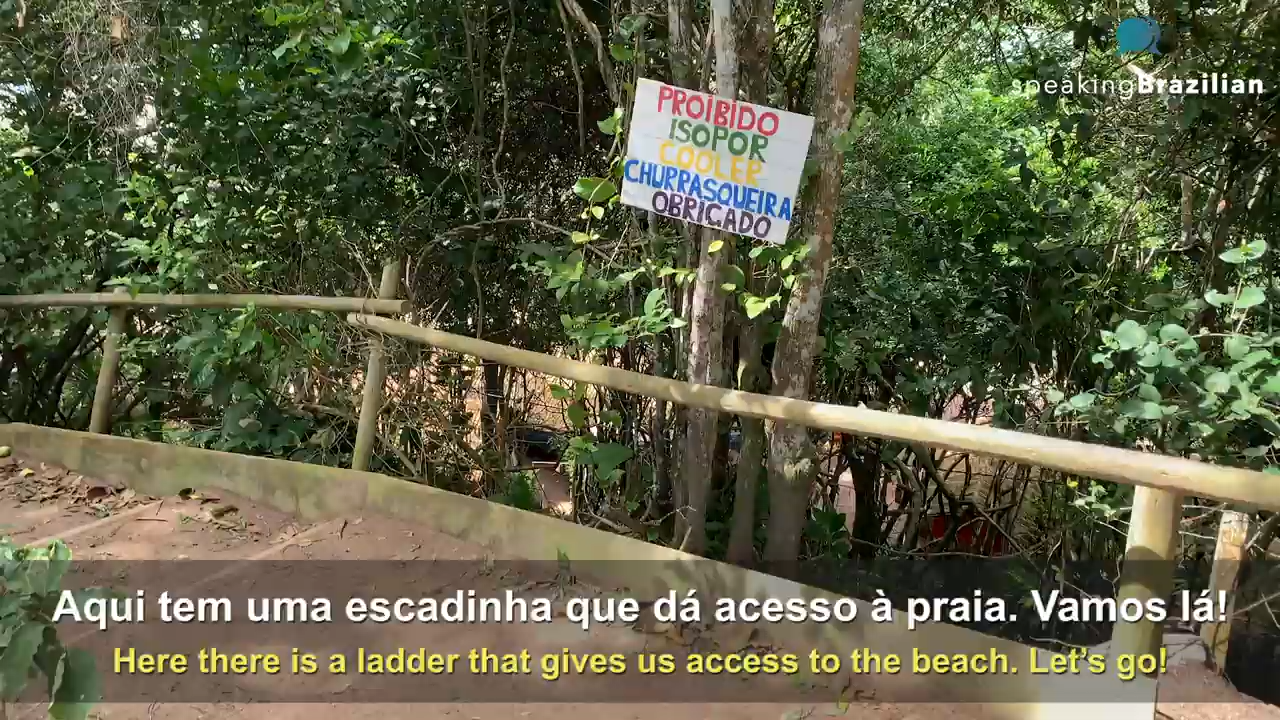 speakingBrazilian
PROIBIDO
ISOPOR
COOLER
CHURRASQUEIRA
OBRIGADO
Aqui tem uma escadinha que dá acesso à praia. Vamos lá!
Here there is a ladder that gives us access to the beach. Let's go!